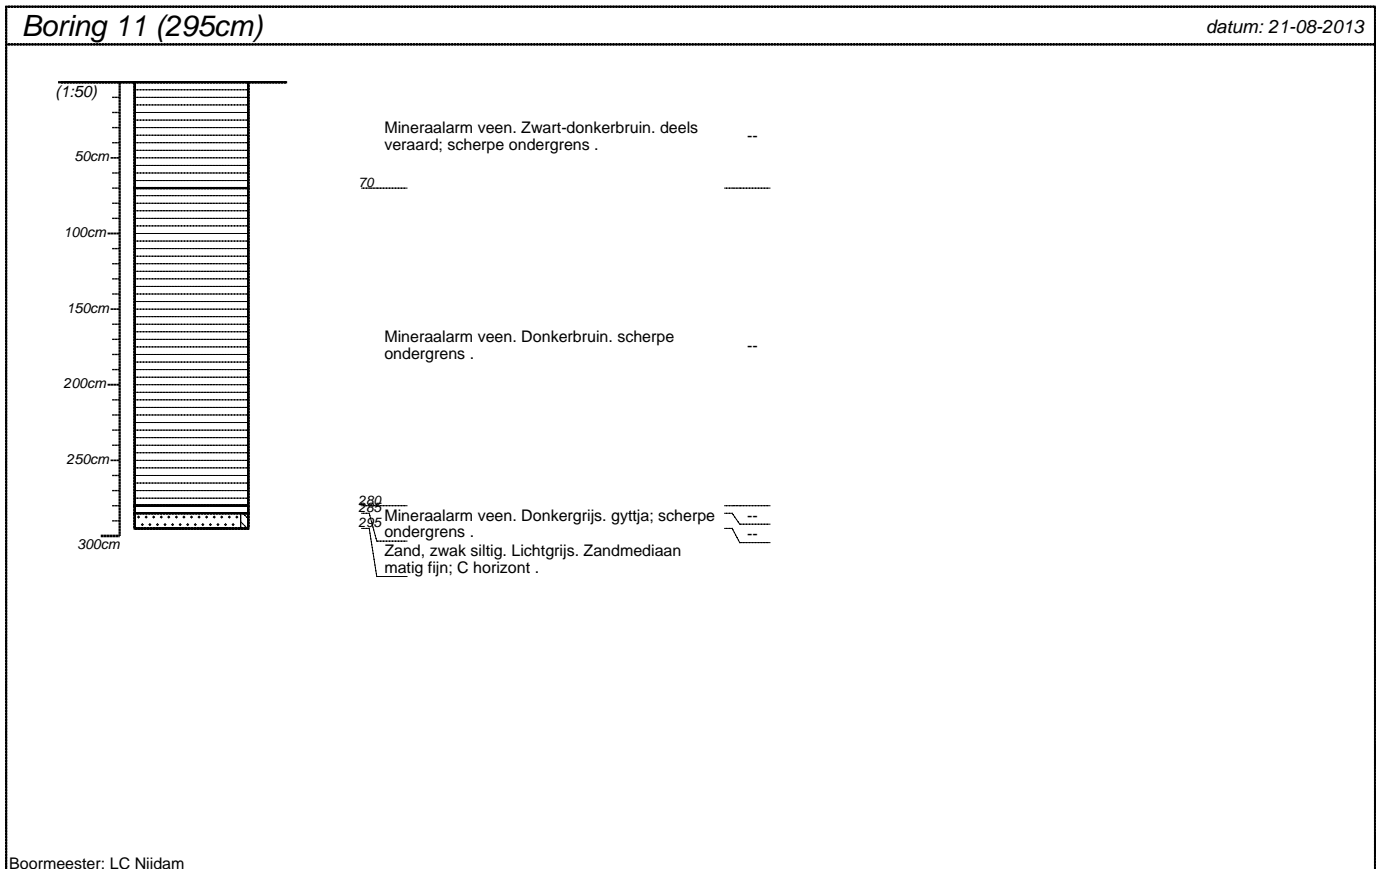 Boring 11 (295cm)
datum: 21-08-2013
(1:50)
50cm
100cm
150cm
200cm
250cm
300cm
Mineraalarm veen. Zwart-donkerbruin. deels
veraard; scherpe ondergrens .
--
70
Mineraalarm veen. Donkerbruin. scherpe
ondergrens .
--
280
285
Mineraalarm veen. Donkergrijs. gyttja; scherpe
ondergrens .
--
295
Zand, zwak siltig. Lichtgrijs. Zandmediaan
matig fijn; C horizont .
--
Boormeester: LC Nijdam